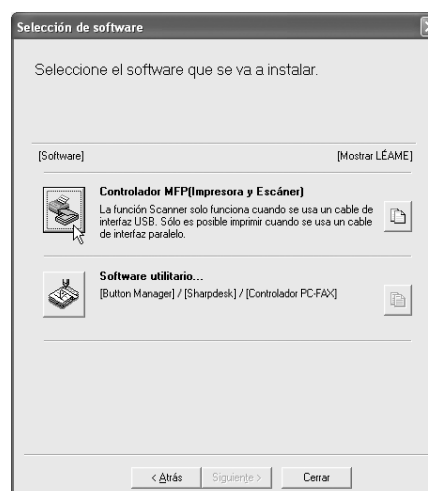 Selección de software
Seleccione el software que se va a instalar.
[Software] [Mostrar LÉAME]
Controlador MFP(Impresora y Escáner)
La función Scanner solo funciona cuando se usa un cable de
interfaz USB. Sólo es posible imprimir cuando se usa un cable
de interfaz paralelo.
Software utilitario...
[Button Manager] / [Sharpdesk] / [Controlador PC-FAX]
< Atrás Siguiente > Cerrar